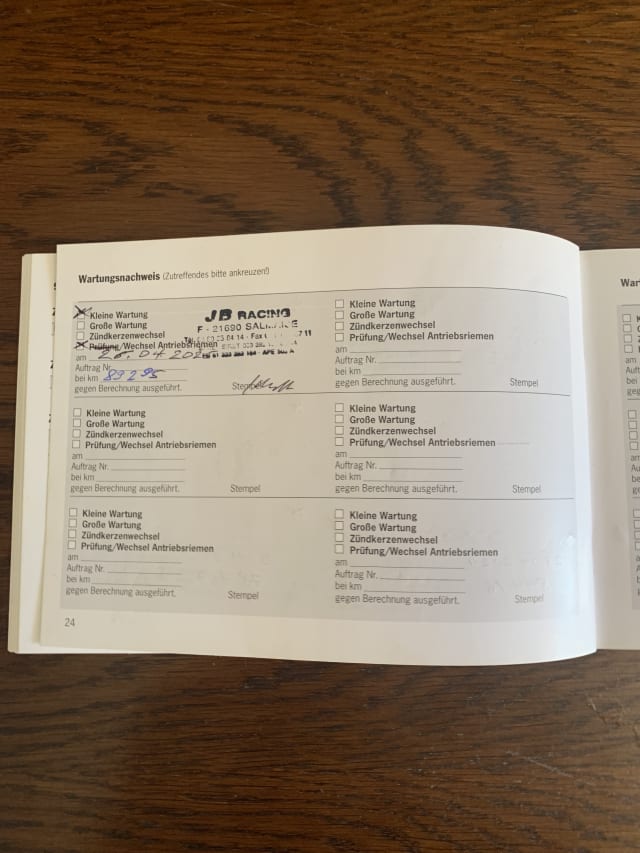 Wartungsnachweis (Zutreffendes bitte ankreuzen!)
Kleine Wartung
Große Wartung
Zündkerzenwechsel
Prüfung/Wechsel Antriebsriemen
am 26.04
Auftrag Nr.
bei km 89295
gegen Berechnung ausgeführt.
Stempel
JB RACING
F - 21690
Kleine Wartung
Große Wartung
Zündkerzenwechsel
Prüfung/Wechsel Antriebsriemen
am
Auftrag Nr.
bei km
gegen Berechnung ausgeführt.
Stempel
Kleine Wartung
Große Wartung
Zündkerzenwechsel
Prüfung/Wechsel Antriebsriemen
am
Auftrag Nr.
bei km
gegen Berechnung ausgeführt.
Stempel
Kleine Wartung
Große Wartung
Zündkerzenwechsel
Prüfung/Wechsel Antriebsriemen
am
Auftrag Nr.
bei km
gegen Berechnung ausgeführt.
Stempel
Kleine Wartung
Große Wartung
Zündkerzenwechsel
Prüfung/Wechsel Antriebsriemen
am
Auftrag Nr.
bei km
gegen Berechnung ausgeführt.
Stempel
Kleine Wartung
Große Wartung
Zündkerzenwechsel
Prüfung/Wechsel Antriebsriemen
am
Auftrag Nr.
bei km
gegen Berechnung ausgeführt.
Stempel
24